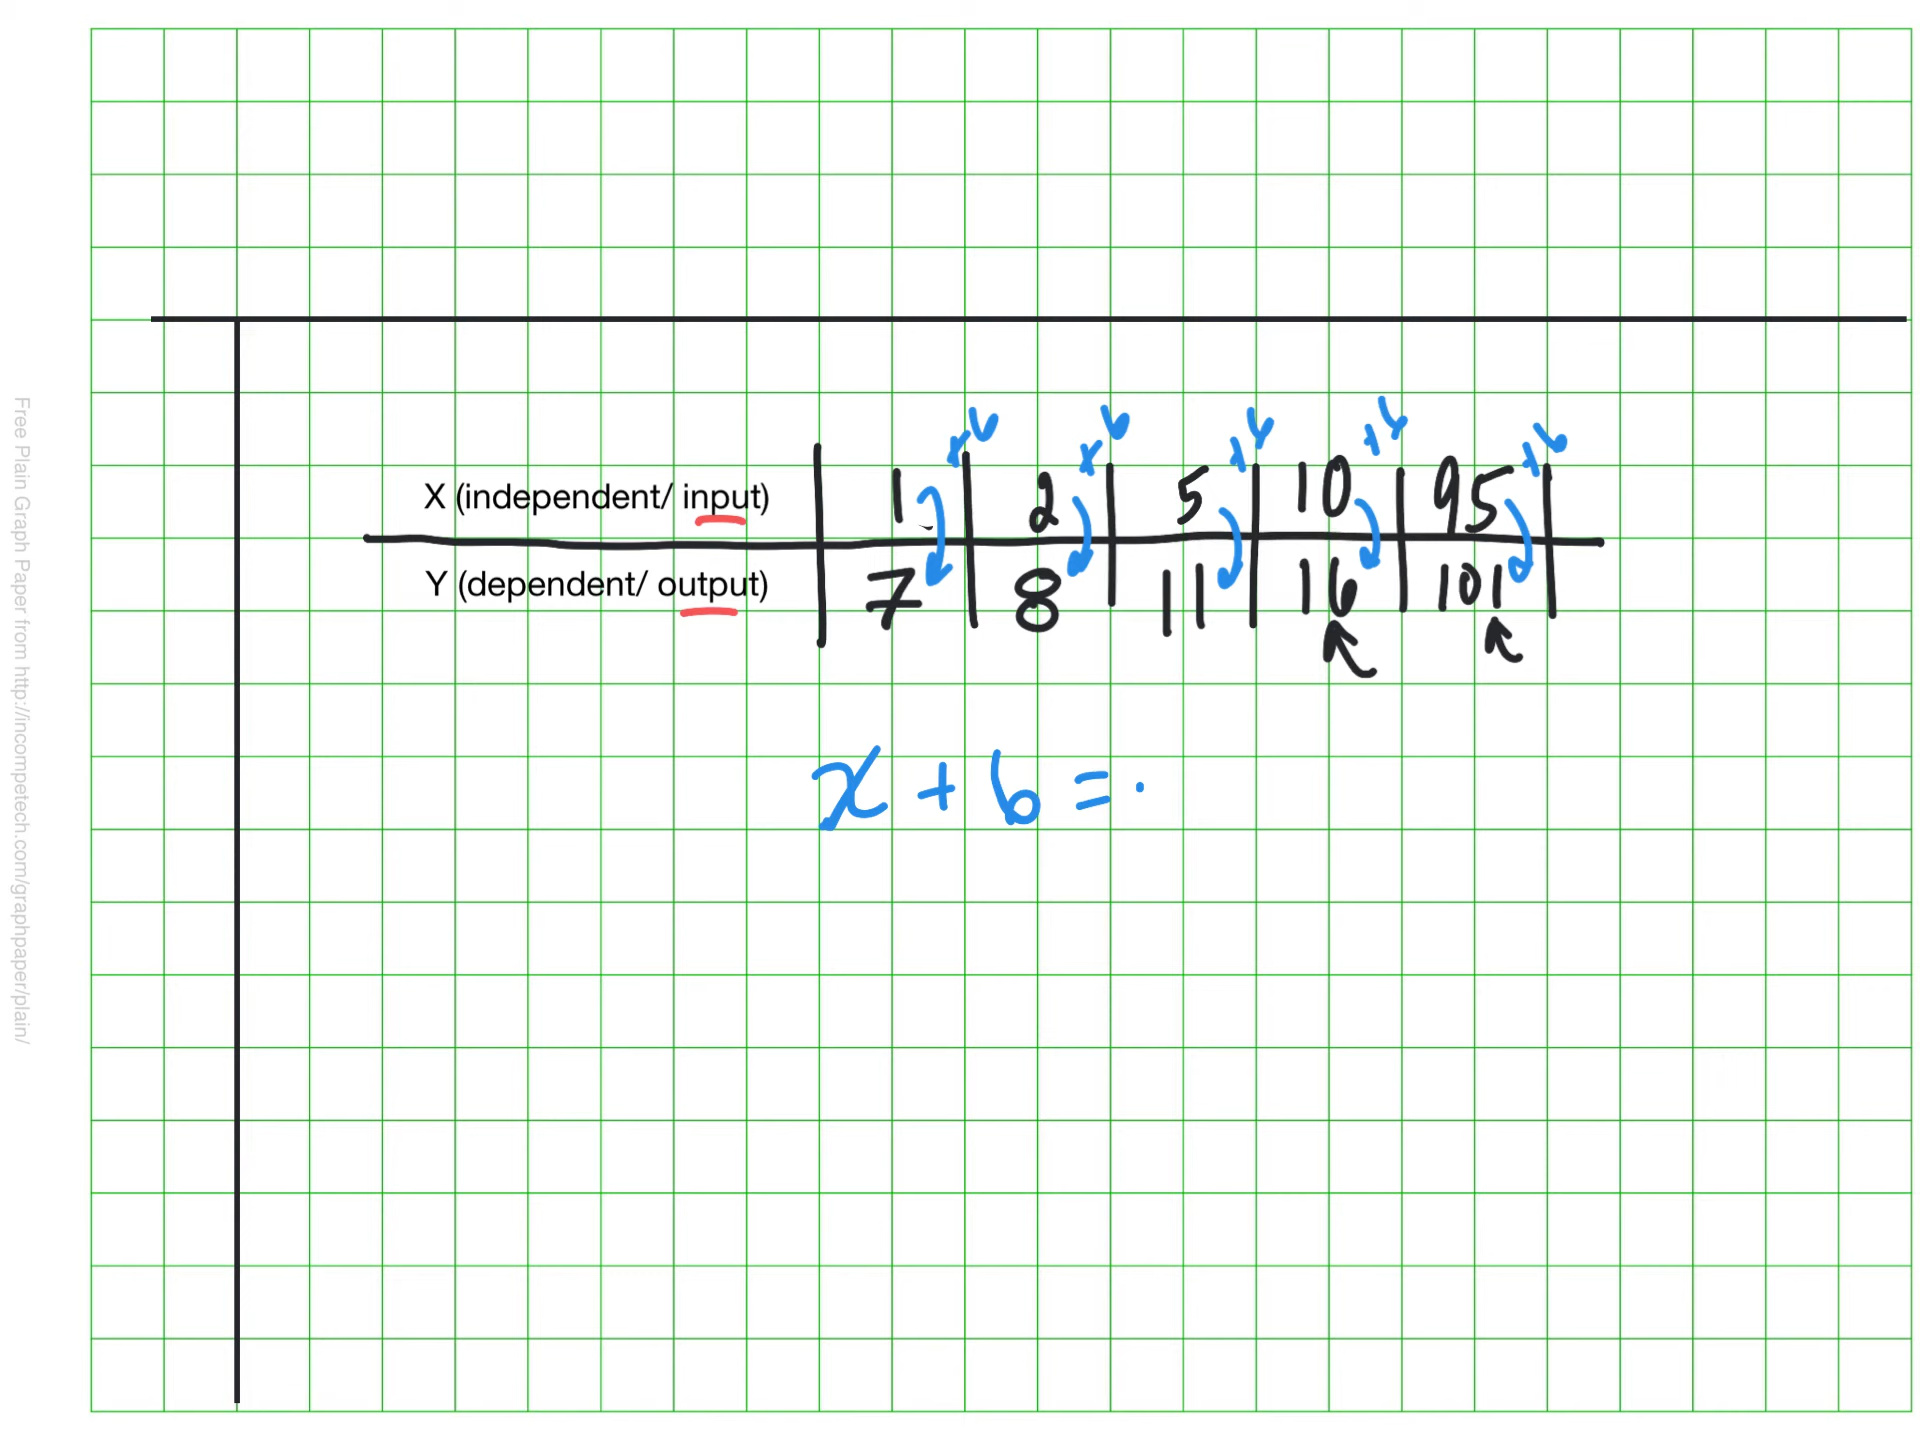 +6 +6 +6 +6 +6
X (independent/ input) 1 2 5 10 95
Y (dependent/ output) 7 8 11 16 101
x + 6 =
Free Plain Graph Paper from http://incompetech.com/graphpaper/plain/